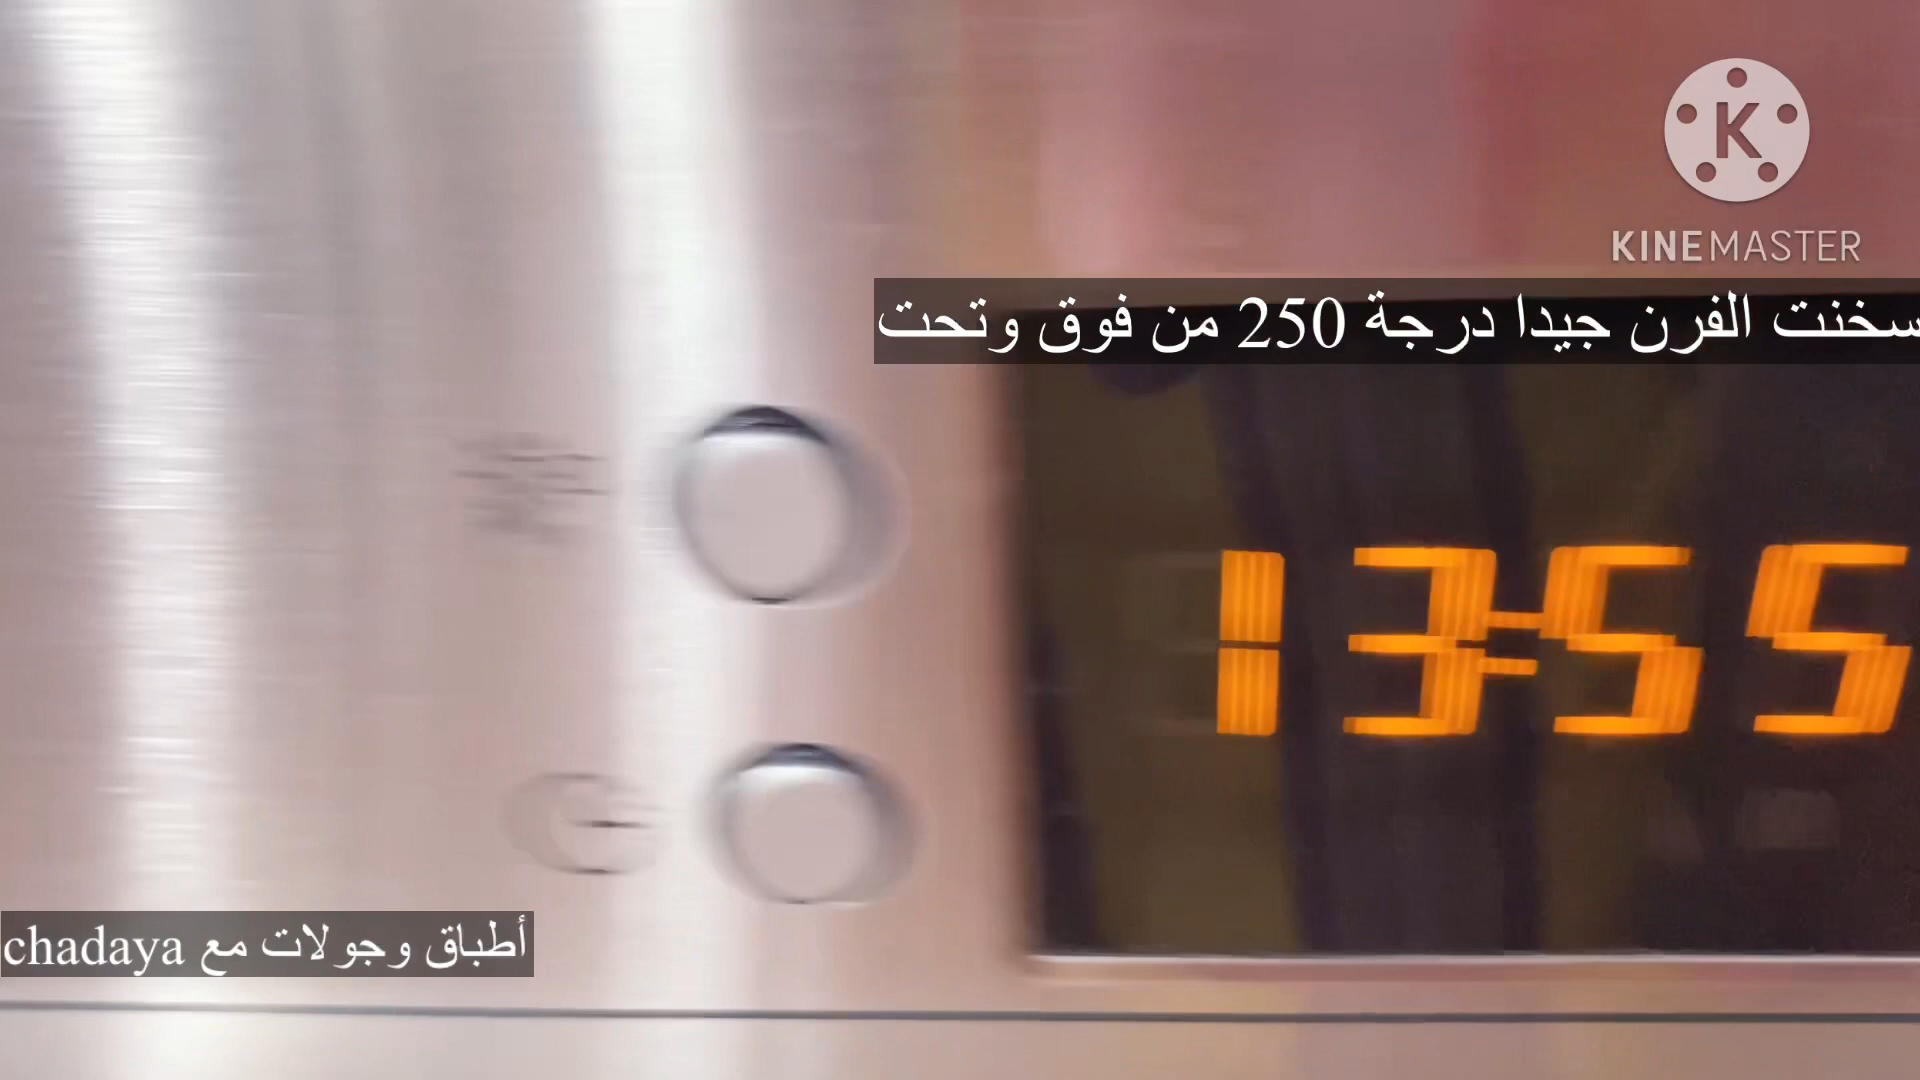 KINEMASTER
سخنت الفرن جيدا درجة 250 من فوق وتحت
13:55
أطباق وجولات مع chadaya